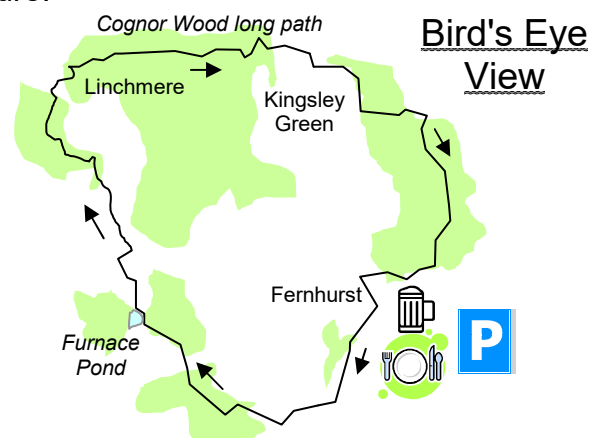 Cognor Wood long path
Bird's Eye
View
Linchmere
Kingsley
Green
Fernhurst
Furnace
Pond
P